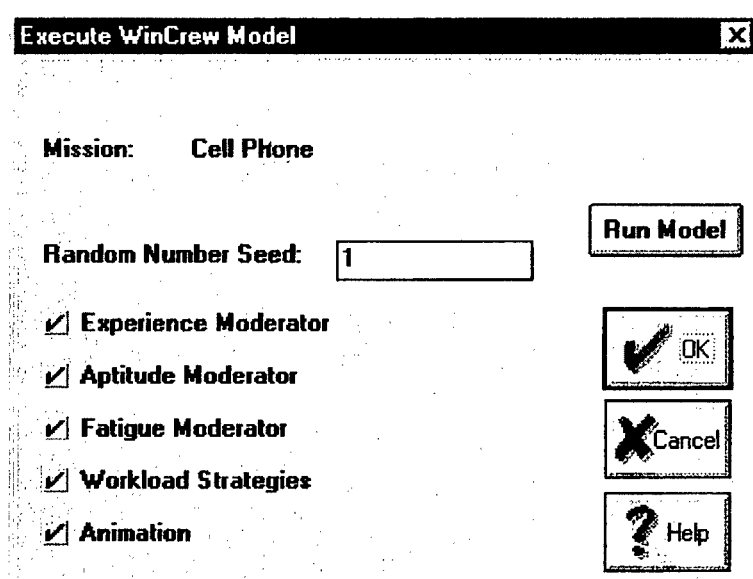 Execute WinCrew Model
Mission: Cell Phone
Random Number Seed: 1
Run Model
Experience Moderator
OK
Aptitude Moderator
Fatigue Moderator
Cancel
Workload Strategies
Animation
Help